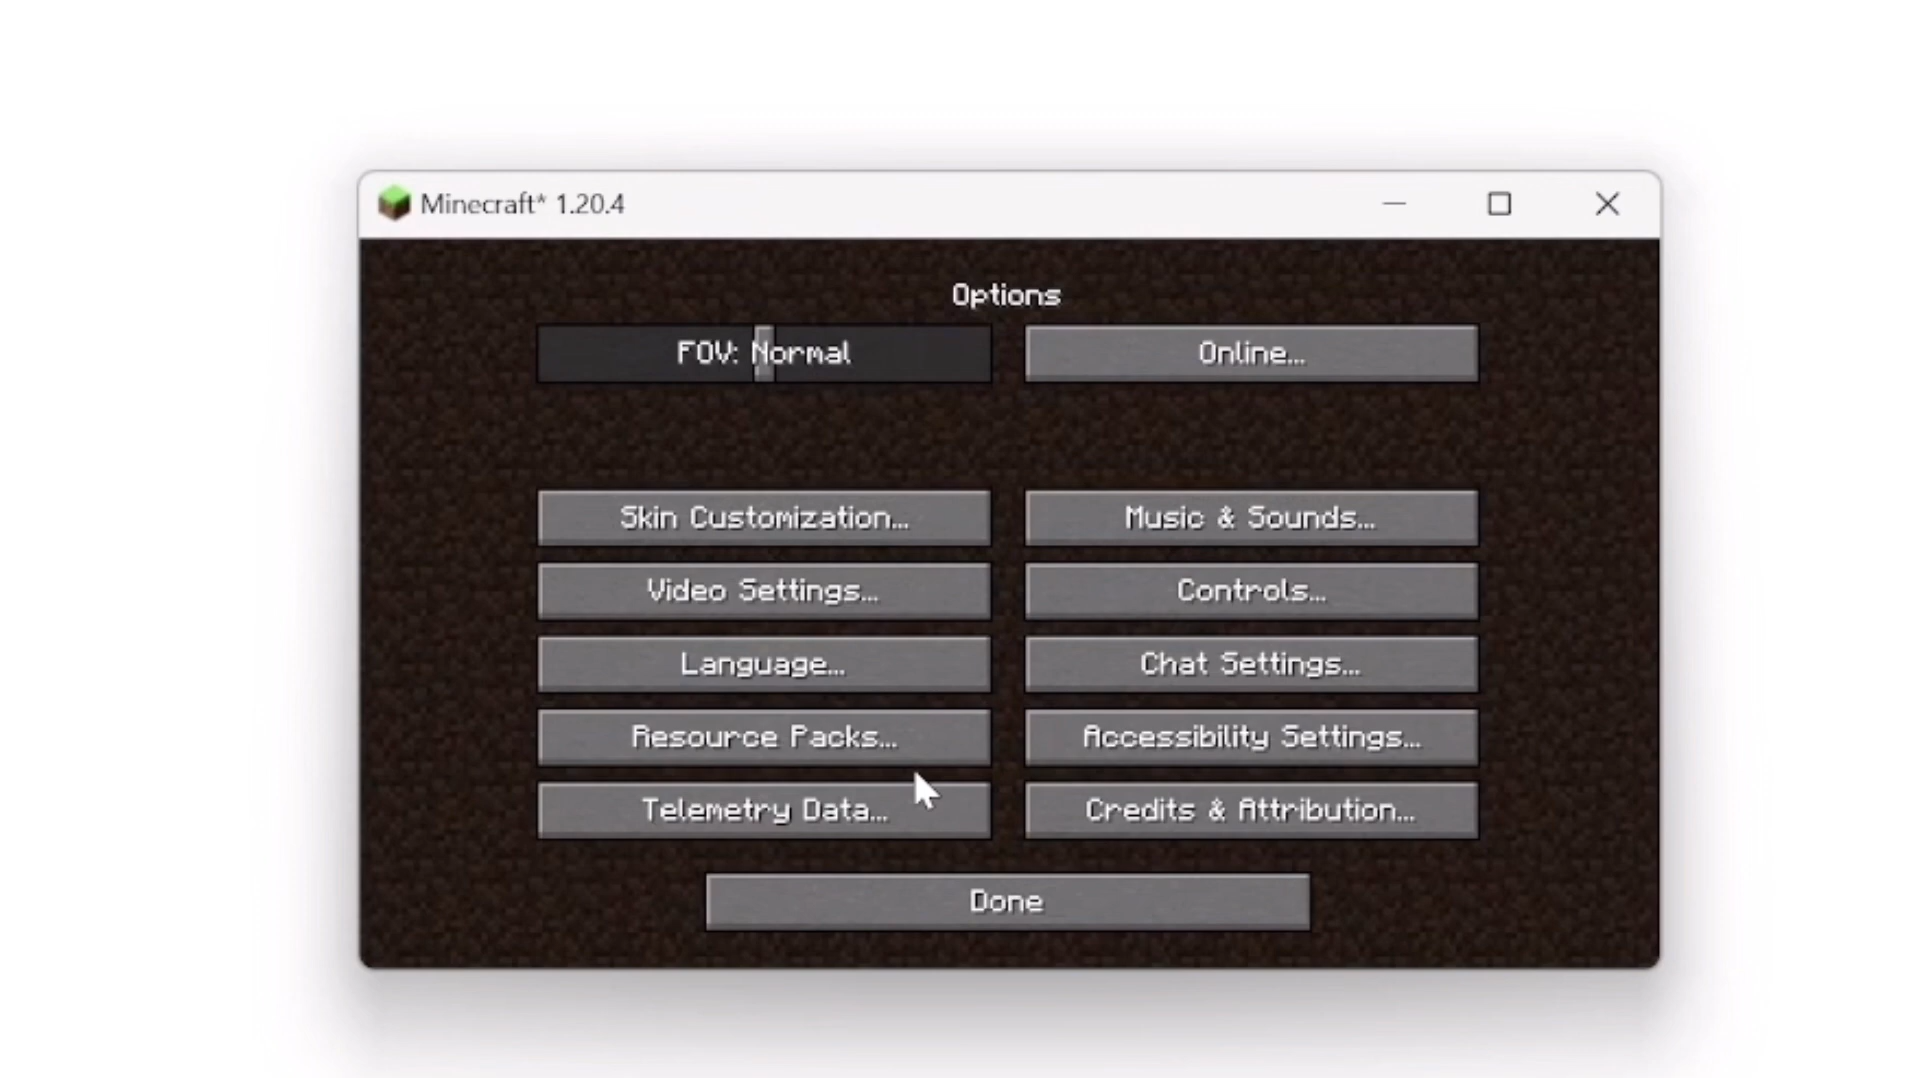 Minecraft* 1.20.4
Options
FOV: Normal
Online...
Skin Customization...
Music & Sounds...
Video Settings...
Controls...
Language...
Chat Settings...
Resource Packs...
Accessibility Settings...
Telemetry Data...
Credits & Attribution...
Done